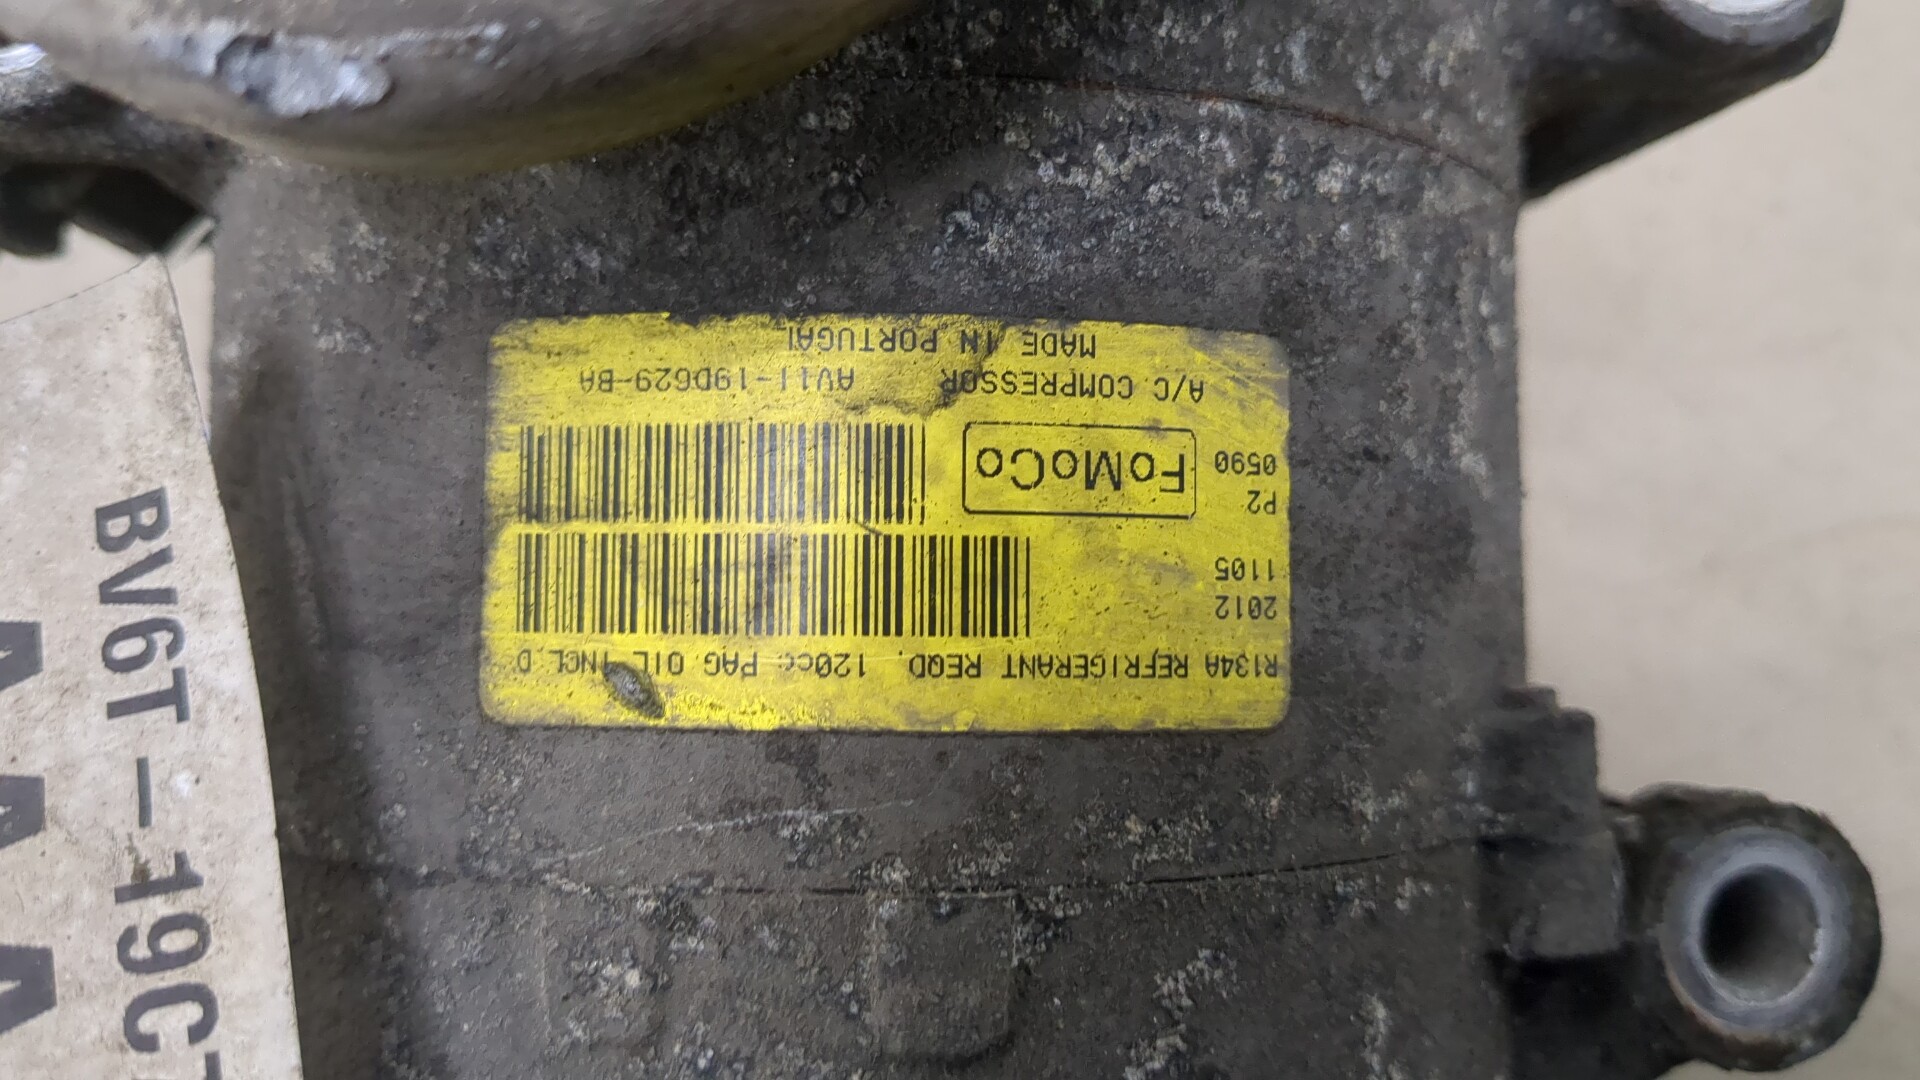 R134A REFRIGERANT REQD. 120cc PAG OIL INCL.D
2012
1105
P2
0590
FoMoCo
A/C COMPRESSOR AV11-19D629-BA
MADE IN PORTUGAL
BV6T-19C7